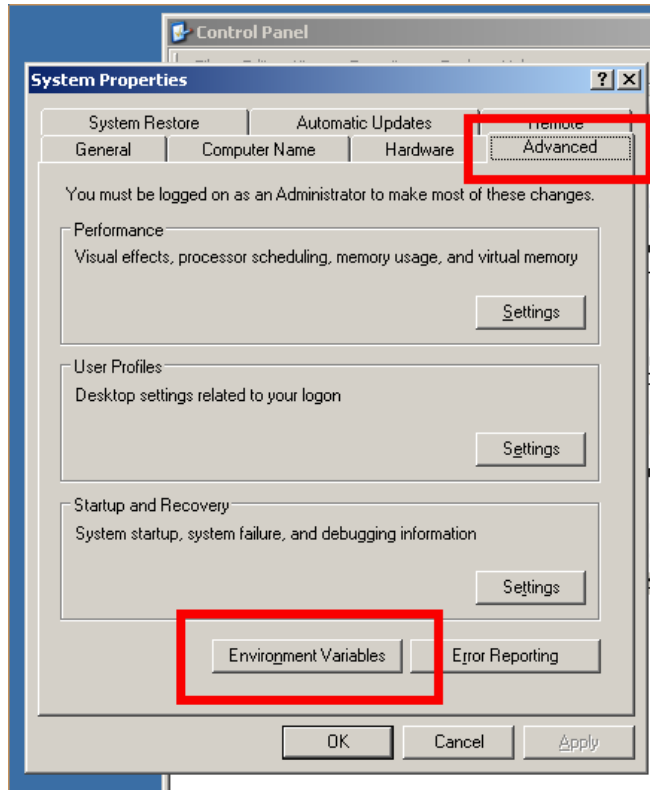 Control Panel
System Properties
System Restore Automatic Updates Remote
General Computer Name Hardware Advanced
You must be logged on as an Administrator to make most of these changes.
Performance
Visual effects, processor scheduling, memory usage, and virtual memory
Settings
User Profiles
Desktop settings related to your logon
Settings
Startup and Recovery
System startup, system failure, and debugging information
Settings
Environment Variables Error Reporting
OK Cancel Apply